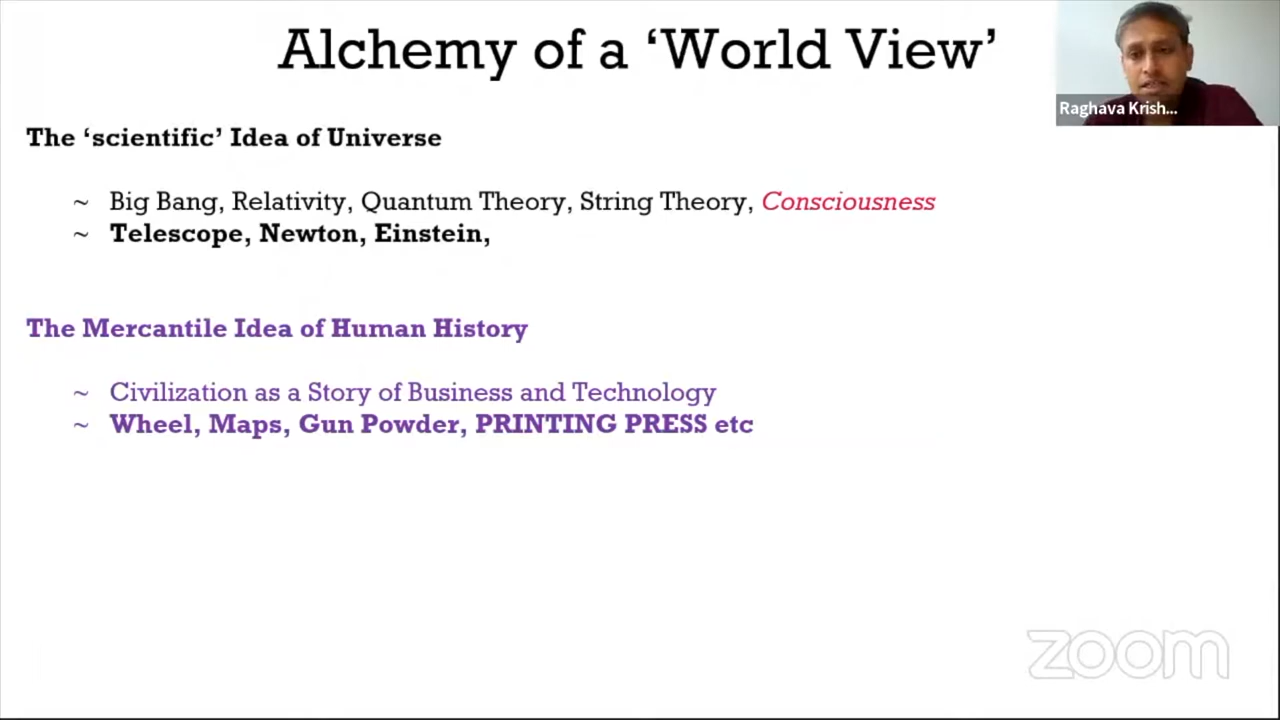 Alchemy of a ‘World View’
Raghava Krish...
The ‘scientific’ Idea of Universe
~ Big Bang, Relativity, Quantum Theory, String Theory, Consciousness
~ Telescope, Newton, Einstein,
The Mercantile Idea of Human History
~ Civilization as a Story of Business and Technology
~ Wheel, Maps, Gun Powder, PRINTING PRESS etc
zoom